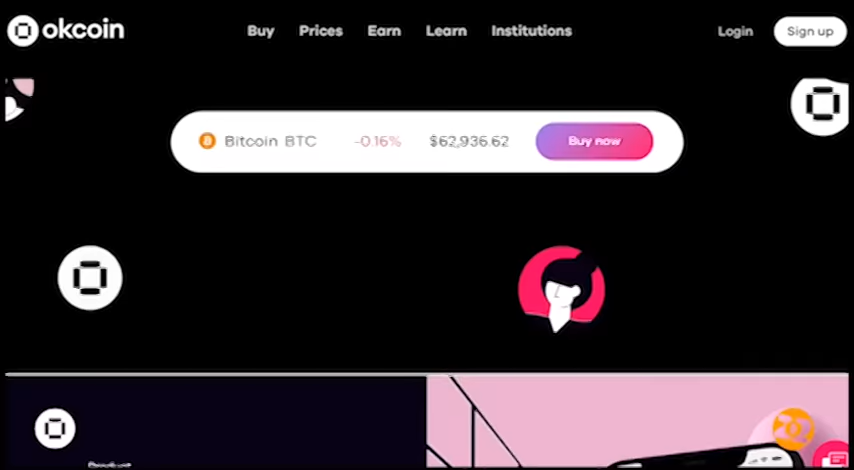 okcoin Buy Prices Earn Learn Institutions Login Sign up
Bitcoin BTC -0.16% $62,936.62 Buy now